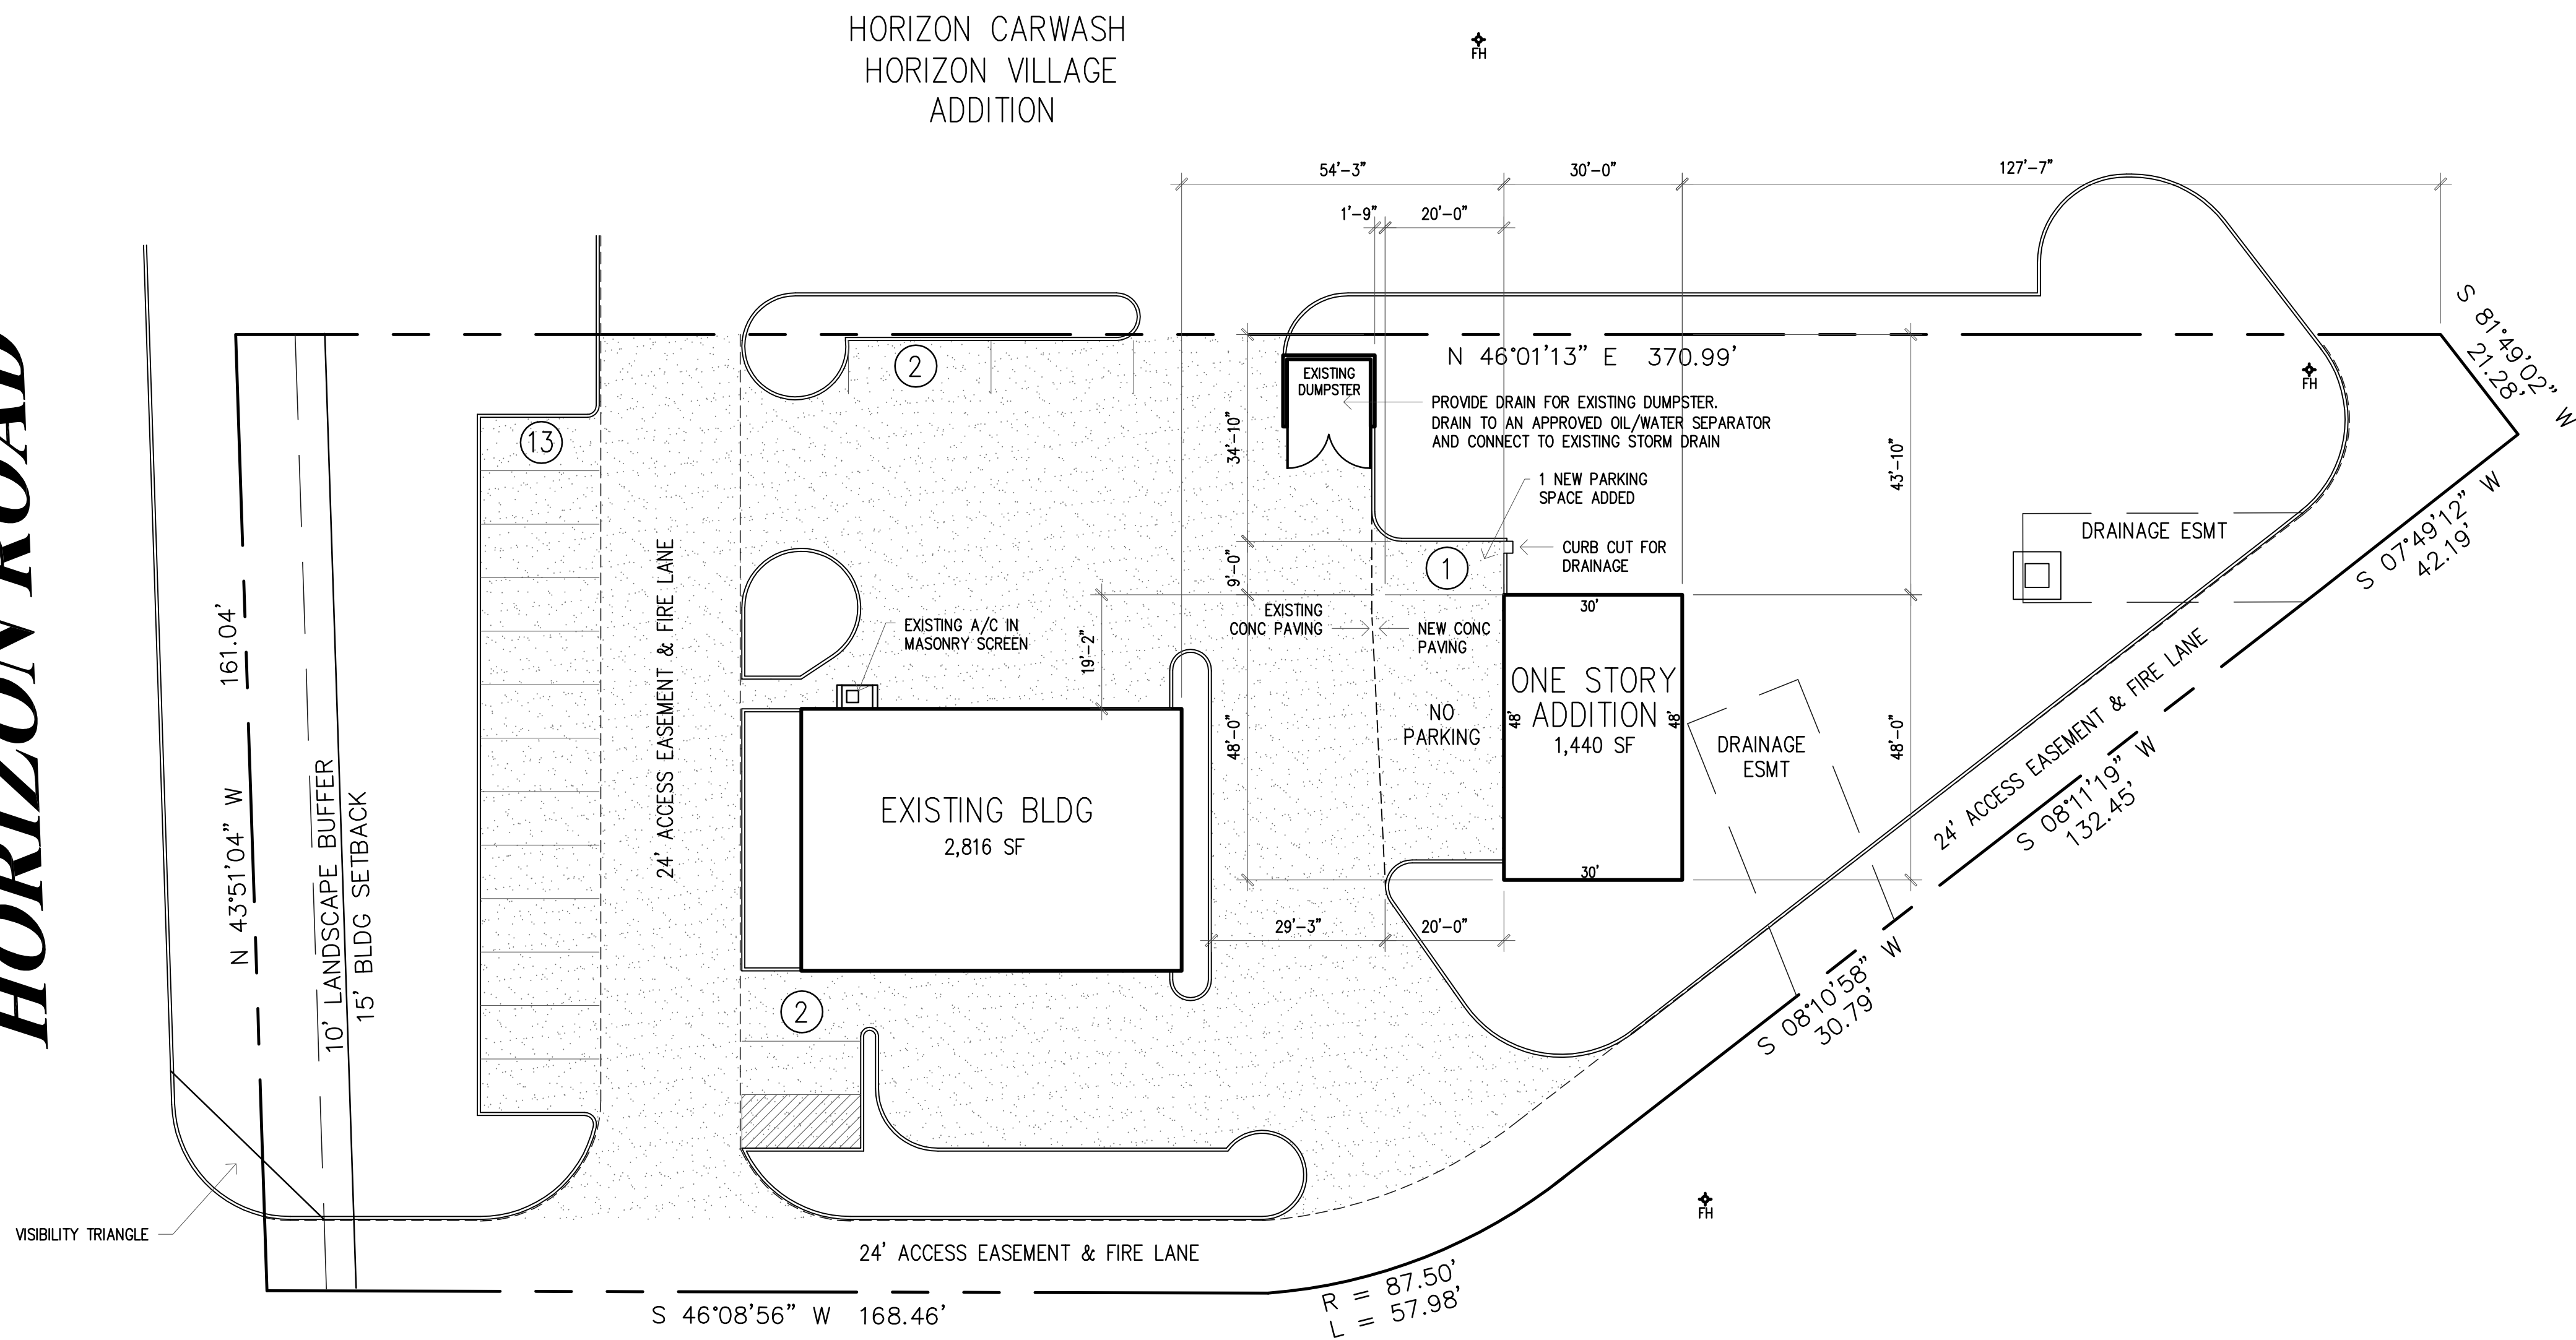 HORIZON CARWASH
HORIZON VILLAGE
ADDITION
FH
54'-3"
30'-0"
127'-7"
1'-9"
20'-0"
HORIZON ROAD
S 81°49'02" W
21.28'
N 46°01'13" E 370.99'
2
EXISTING
DUMPSTER
FH
PROVIDE DRAIN FOR EXISTING DUMPSTER.
DRAIN TO AN APPROVED OIL/WATER SEPARATOR
AND CONNECT TO EXISTING STORM DRAIN
13
34'-10"
43'-10"
1 NEW PARKING
SPACE ADDED
DRAINAGE ESMT
S 07°49'12" W
42.19'
CURB CUT FOR
DRAINAGE
1
9'-0"
24' ACCESS EASEMENT & FIRE LANE
161.04'
N 43°51'04" W
EXISTING A/C IN
MASONRY SCREEN
19'-2"
EXISTING
CONC PAVING
NEW CONC
PAVING
30'
ONE STORY
ADDITION
1,440 SF
48'
48'
30'
NO
PARKING
48'-0"
48'-0"
DRAINAGE
ESMT
24' ACCESS EASEMENT & FIRE LANE
S 08°11'19" W
132.45'
EXISTING BLDG
2,816 SF
10' LANDSCAPE BUFFER
15' BLDG SETBACK
29'-3"
20'-0"
2
S 08°10'58" W
30.79'
FH
VISIBILITY TRIANGLE
24' ACCESS EASEMENT & FIRE LANE
R = 87.50'
L = 57.98'
S 46°08'56" W 168.46'